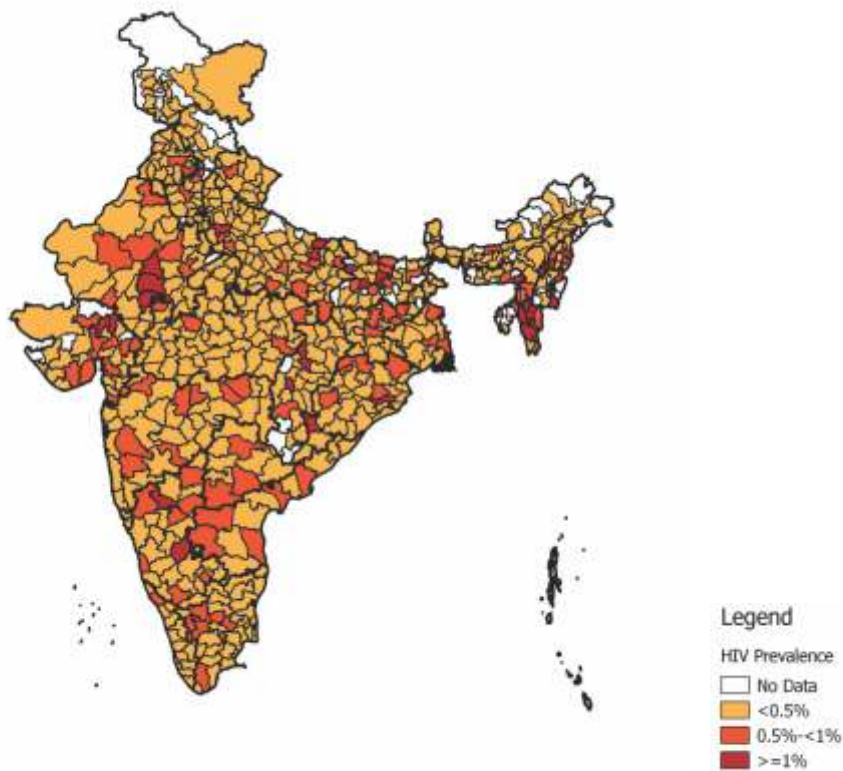 Legend
HIV Prevalence
No Data
<0.5%
0.5%-<1%
>=1%